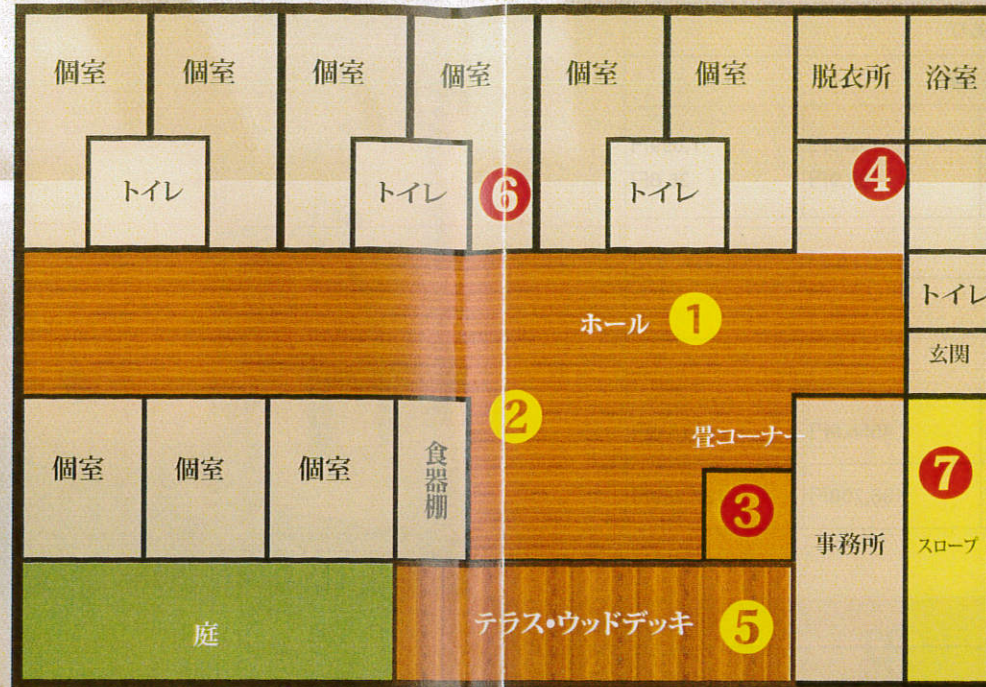 個室
個室
個室
個室
個室
個室
脱衣所
浴室
トイレ
トイレ
6
トイレ
4
ホール
1
トイレ
玄関
2
畳コーナー
個室
個室
個室
食器棚
3
7
事務所
スロープ
庭
テラス・ウッドデッキ
5